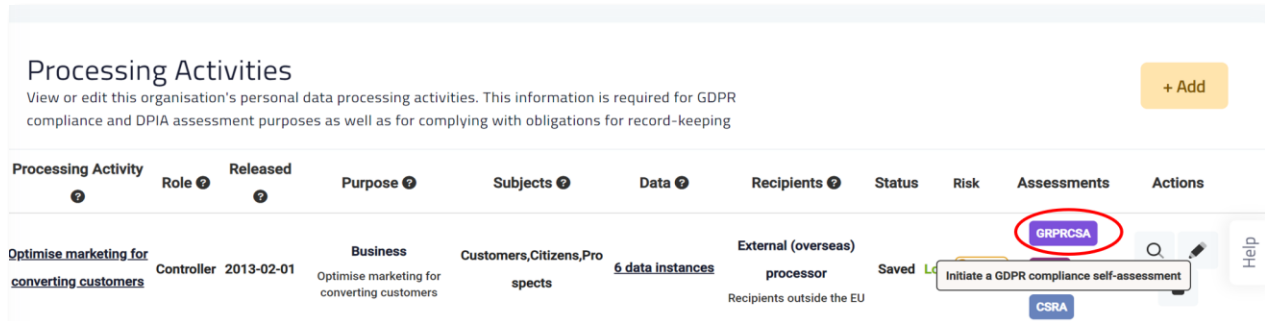 Processing Activities
View or edit this organisation's personal data processing activities. This information is required for GDPR
compliance and DPIA assessment purposes as well as for complying with obligations for record-keeping
+ Add
Processing Activity
Role
Released
Purpose
Subjects
Data
Recipients
Status
Risk
Assessments
Actions
Optimise marketing for
converting customers
Controller
2013-02-01
Business
Optimise marketing for
converting customers
Customers,Citizens,Pro
spects
6 data instances
External (overseas)
processor
Recipients outside the EU
Saved
GRPRCSA
Initiate a GDPR compliance self-assessment
CSRA
Help